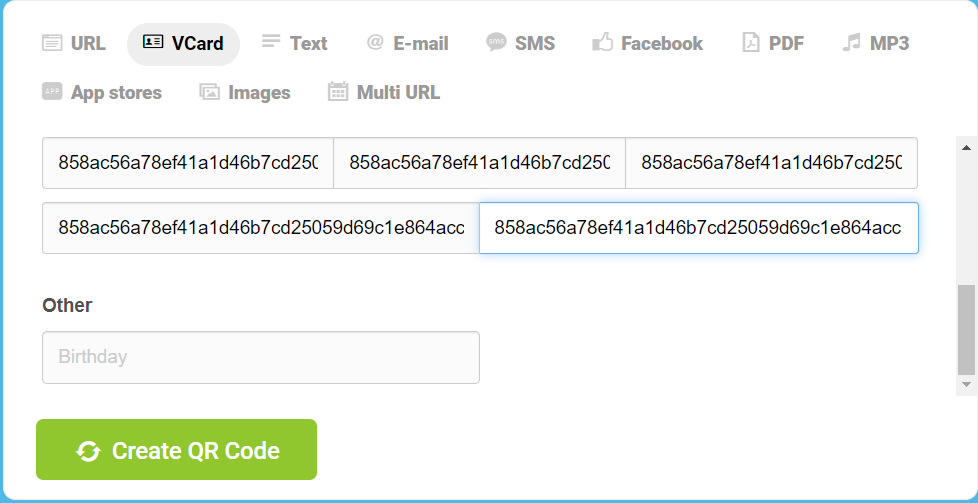 URL VCard Text @ E-mail SMS Facebook PDF MP3
APP App stores Images Multi URL
858ac56a78ef41a1d46b7cd250 858ac56a78ef41a1d46b7cd250 858ac56a78ef41a1d46b7cd250
858ac56a78ef41a1d46b7cd25059d69c1e864acc 858ac56a78ef41a1d46b7cd25059d69c1e864acc
Other
Birthday
Create QR Code